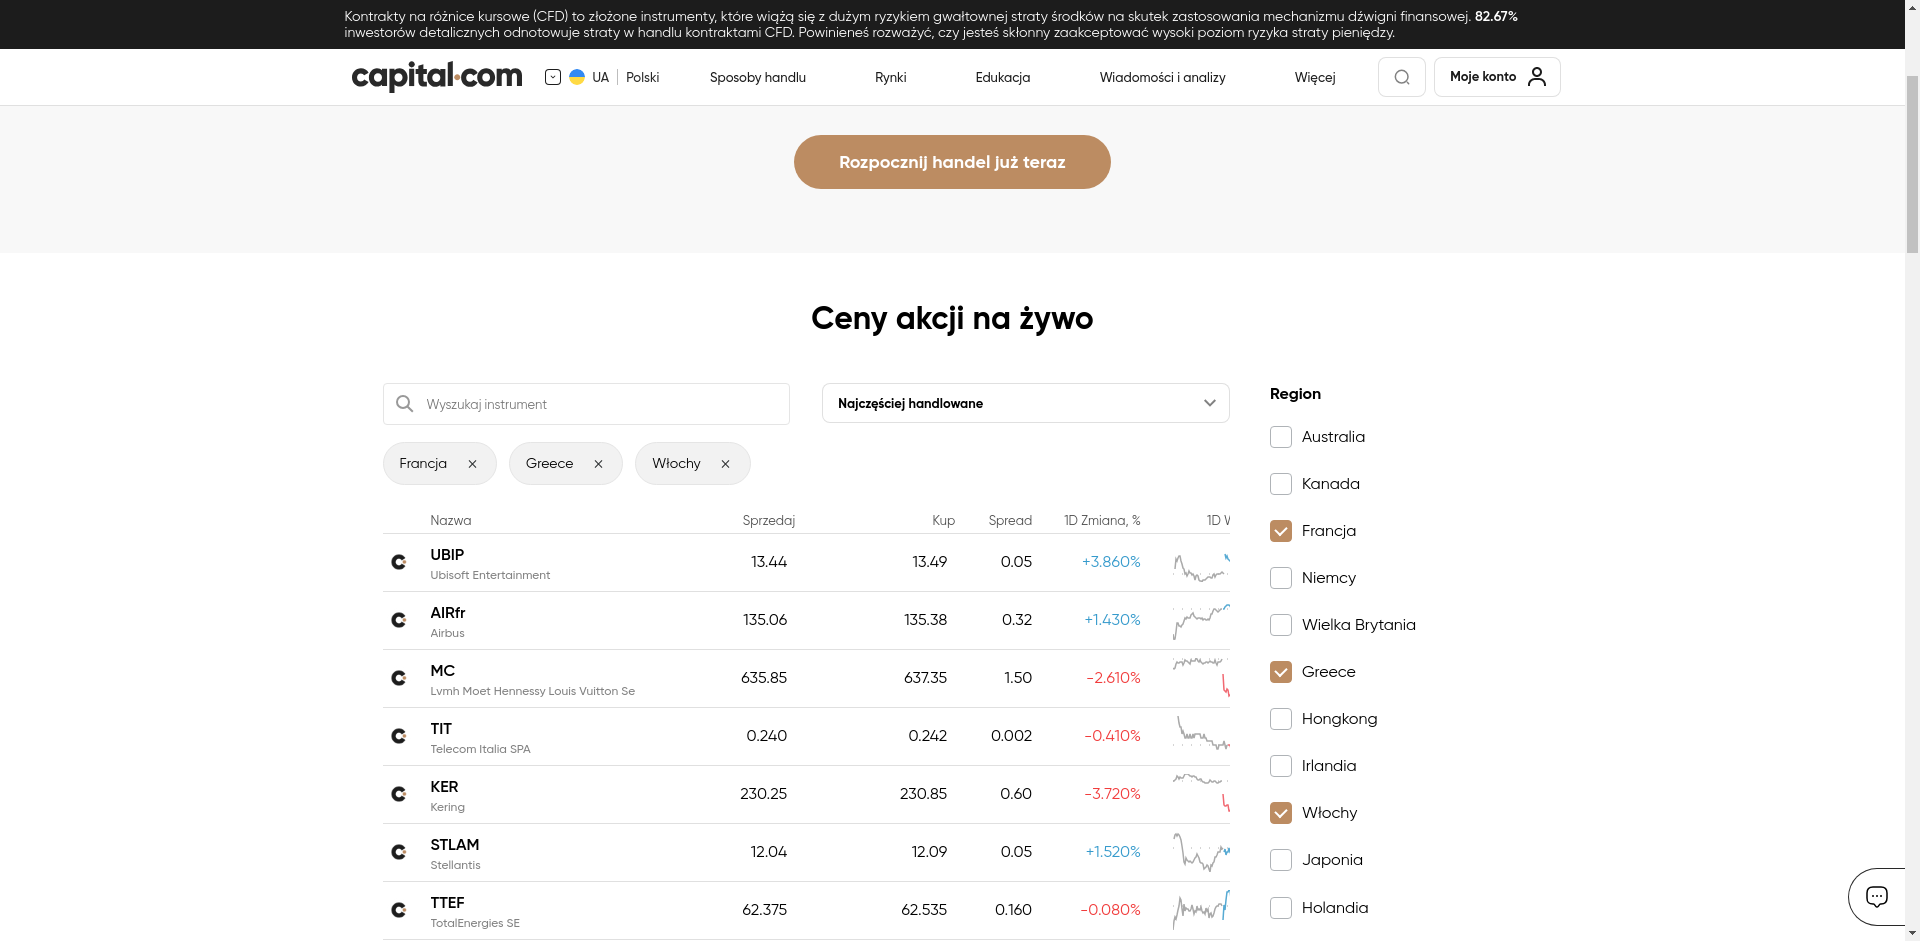 Kontrakty na różnice kursowe (CFD) to złożone instrumenty, które wiążą się z dużym ryzykiem gwałtownej straty środków na skutek zastosowania mechanizmu dźwigni finansowej. 82.67%
inwestorów detalicznych odnotowuje straty w handlu kontraktami CFD. Powinieneś rozważyć, czy jesteś skłonny zaakceptować wysoki poziom ryzyka straty pieniędzy.
capital.com UA Polski Sposoby handlu Rynki Edukacja Wiadomości i analizy Więcej Moje konto
Rozpocznij handel już teraz
Ceny akcji na żywo
Wyszukaj instrument
Najczęściej handlowane
Francja Greece Włochy
Nazwa Sprzedaj Kup Spread 1D Zmiana, % 1D
UBIP 13.44 13.49 0.05 +3.860%
Ubisoft Entertainment
AIRfr 135.06 135.38 0.32 +1.430%
Airbus
MC 635.85 637.35 1.50 -2.610%
Lvmh Moet Hennessy Louis Vuitton Se
TIT 0.240 0.242 0.002 -0.410%
Telecom Italia SPA
KER 230.25 230.85 0.60 -3.720%
Kering
STLAM 12.04 12.09 0.05 +1.520%
Stellantis
TTEF 62.375 62.535 0.160 -0.080%
TotalEnergies SE
Region
Australia
Kanada
Francja
Niemcy
Wielka Brytania
Greece
Hongkong
Irlandia
Włochy
Japonia
Holandia